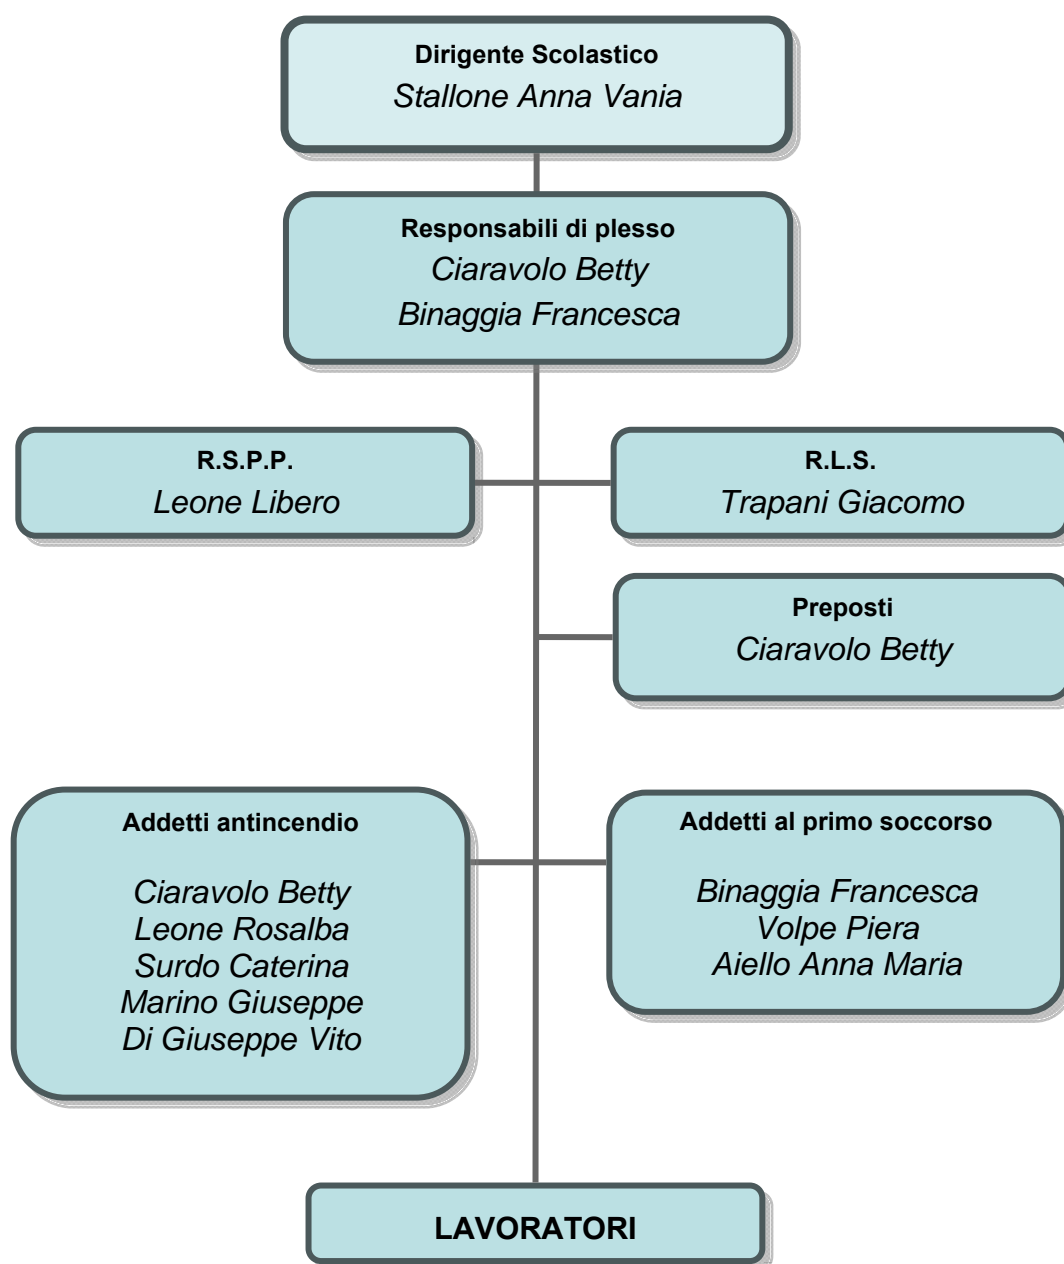 Dirigente Scolastico
Stallone Anna Vania
Responsabili di plesso
Ciaravolo Betty
Binaggia Francesca
R.S.P.P.
Leone Libero
R.L.S.
Trapani Giacomo
Preposti
Ciaravolo Betty
Addetti antincendio
Ciaravolo Betty
Leone Rosalba
Surdo Caterina
Marino Giuseppe
Di Giuseppe Vito
Addetti al primo soccorso
Binaggia Francesca
Volpe Piera
Aiello Anna Maria
LAVORATORI